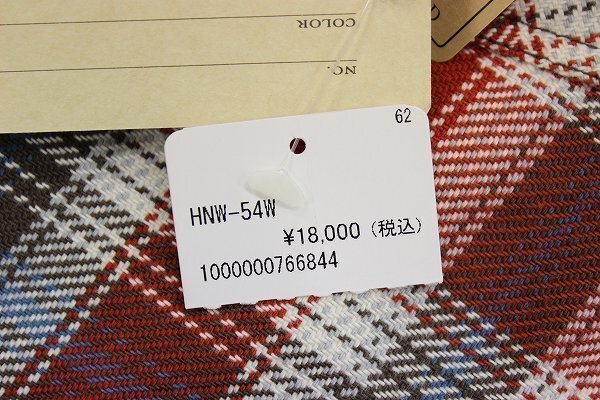 COLOR
NO.
62
HNW-54W
¥18,000（税込）
1000000766844